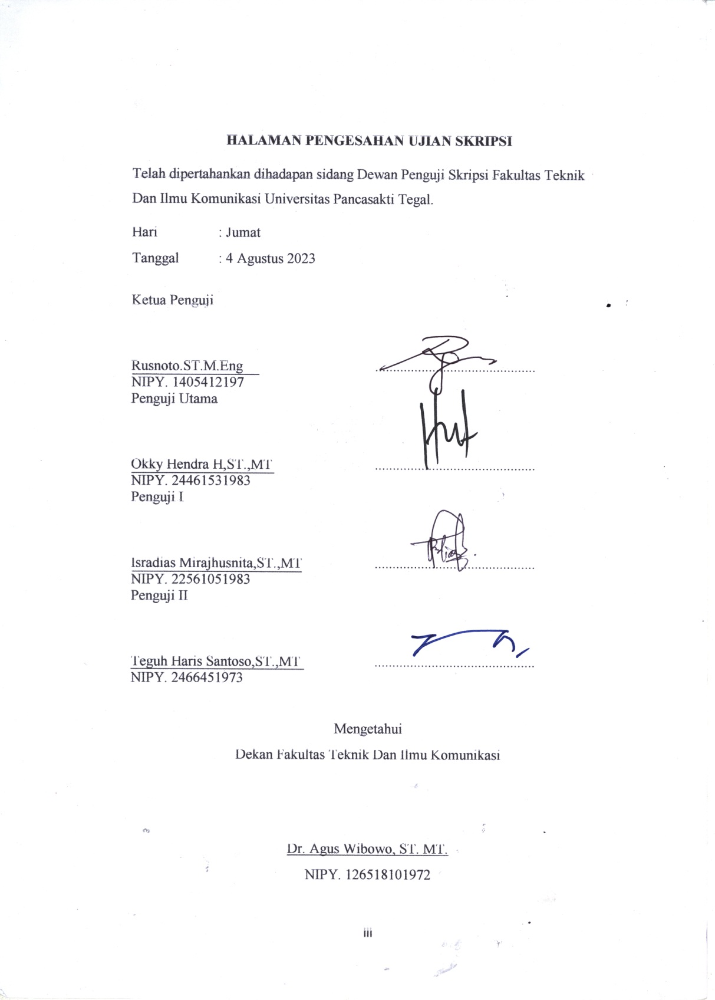 HALAMAN PENGESAHAN UJIAN SKRIPSI
Telah dipertahankan dihadapan sidang Dewan Penguji Skripsi Fakultas Teknik
Dan Ilmu Komunikasi Universitas Pancasakti Tegal.
Hari : Jumat
Tanggal : 4 Agustus 2023
Ketua Penguji
Rusnoto.ST.M.Eng ..............................................
NIPY. 1405412197
Penguji Utama
Okky Hendra H,ST.,MT ..............................................
NIPY. 24461531983
Penguji I
Isradias Mirajhusnita,ST.,MT ..............................................
NIPY. 22561051983
Penguji II
Teguh Haris Santoso,ST.,MT ..............................................
NIPY. 2466451973
Mengetahui
Dekan Fakultas Teknik Dan Ilmu Komunikasi
Dr. Agus Wibowo, ST. MT.
NIPY. 126518101972
iii